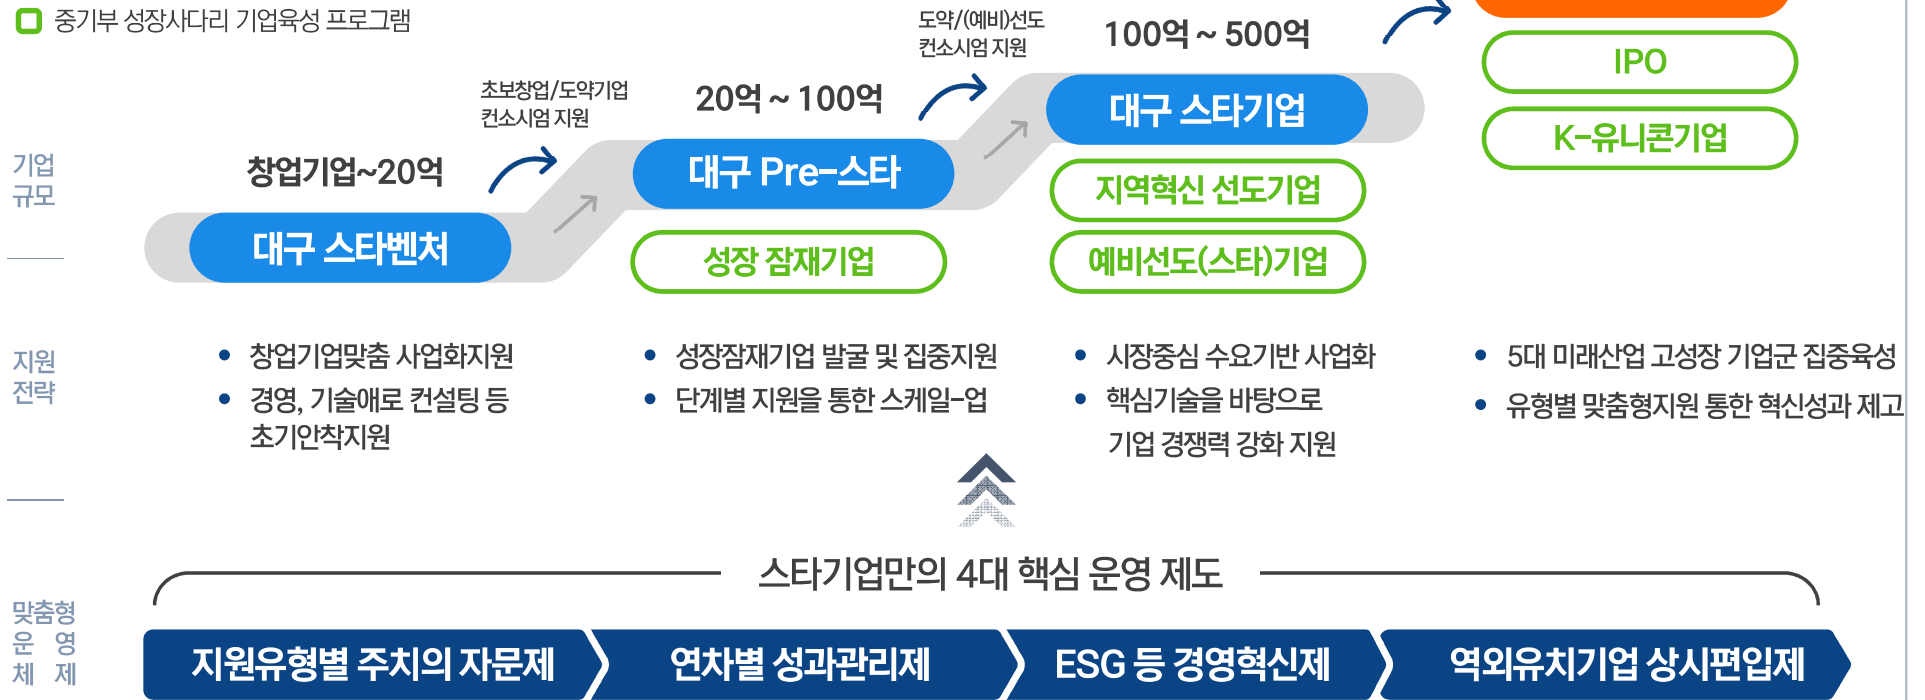 중기부 성장사다리 기업육성 프로그램
도약/(예비)선도
컨소시엄 지원
100억 ~ 500억
초보창업/도약기업
컨소시엄 지원
20억 ~ 100억
대구 스타기업
IPO
K-유니콘기업
기업
규모
창업기업~20억
대구 Pre-스타
지역혁신 선도기업
대구 스타벤처
성장 잠재기업
예비선도(스타)기업
지원
전략
창업기업맞춤 사업화지원
경영, 기술애로 컨설팅 등
초기안착지원
성장잠재기업 발굴 및 집중지원
단계별 지원을 통한 스케일-업
시장중심 수요기반 사업화
핵심기술을 바탕으로
기업 경쟁력 강화 지원
5대 미래산업 고성장 기업군 집중육성
유형별 맞춤형지원 통한 혁신성과 제고
스타기업만의 4대 핵심 운영 제도
맞춤형
운 영
체 제
지원유형별 주치의 자문제
연차별 성과관리제
ESG 등 경영혁신제
역외유치기업 상시편입제